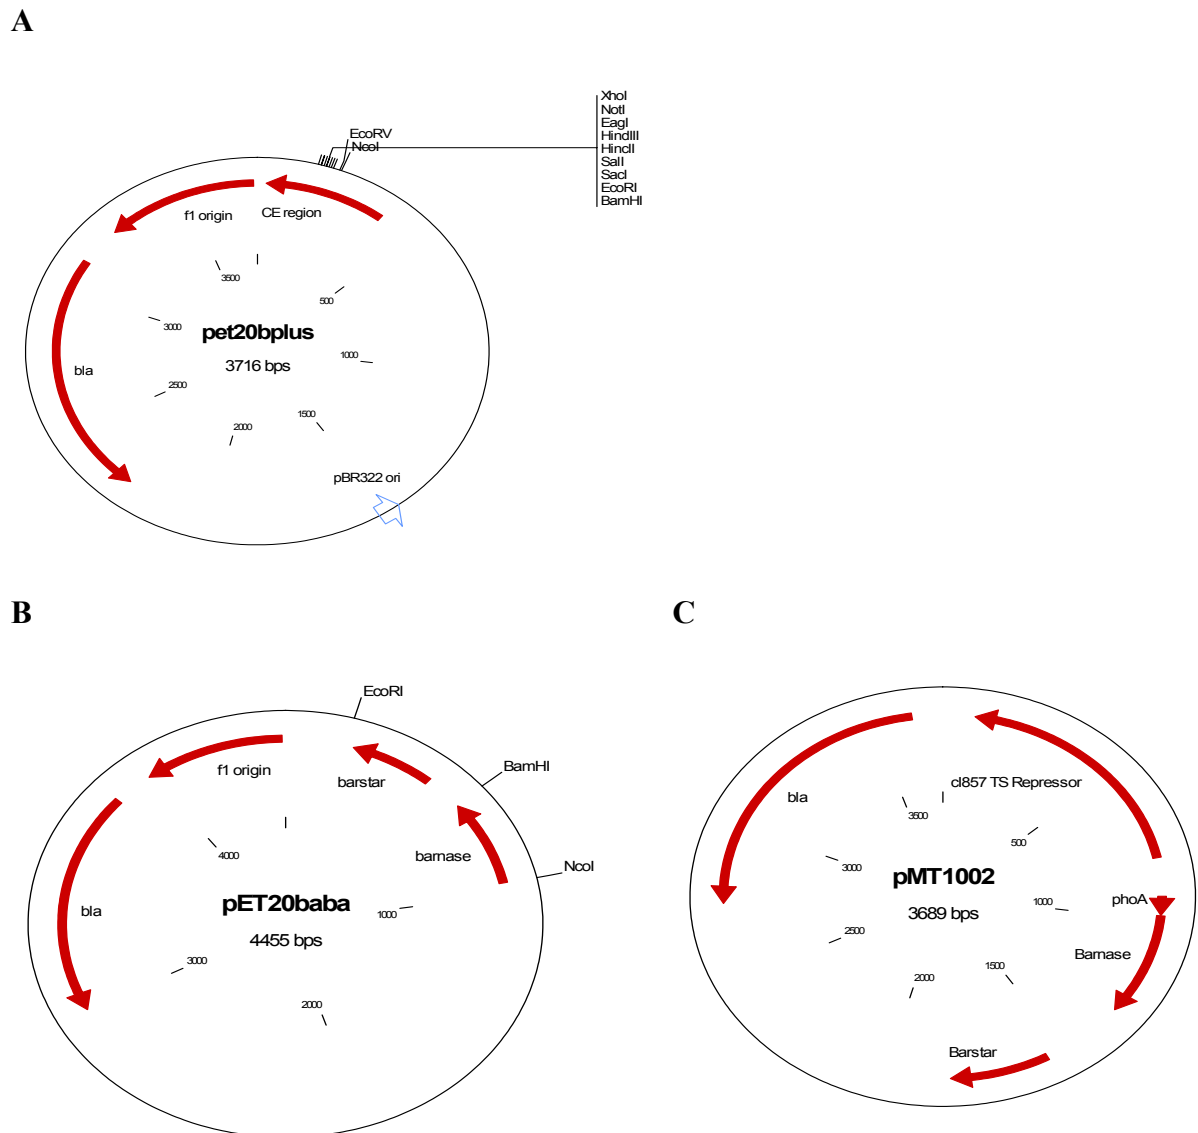 A
XhoI
NotI
EagI
HindIII
HincII
SalI
SacI
EcoRI
BamHI
EcoRV
NcoI
f1 origin
CE region
3500
500
3000
pet20bplus
3716 bps
1000
bla
2500
1500
2000
pBR322 ori
B
C
EcoRI
f1 origin
barstar
BamHI
barnase
NcoI
4000
pET20baba
4455 bps
1000
bla
3000
2000
cI857 TS Repressor
bla
3500
500
3000
pMT1002
3689 bps
1000
phoA
2500
Barnase
1500
2000
Barstar